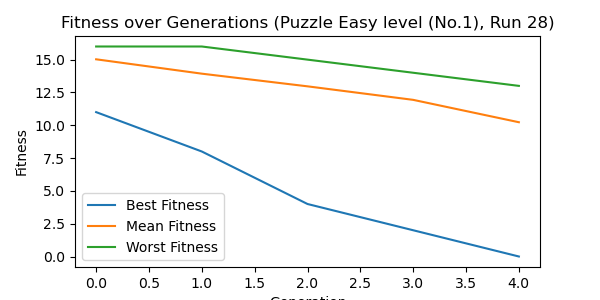 Fitness over Generations (Puzzle Easy level (No.1), Run 28)
Fitness
15.0
12.5
10.0
7.5
5.0
2.5
0.0
Best Fitness
Mean Fitness
Worst Fitness
0.0 0.5 1.0 1.5 2.0 2.5 3.0 3.5 4.0
Generation